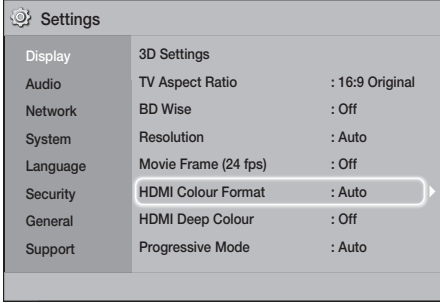 Settings
Display
Audio
Network
System
Language
Security
General
Support
3D Settings
TV Aspect Ratio : 16:9 Original
BD Wise : Off
Resolution : Auto
Movie Frame (24 fps) : Off
HDMI Colour Format : Auto
HDMI Deep Colour : Off
Progressive Mode : Auto